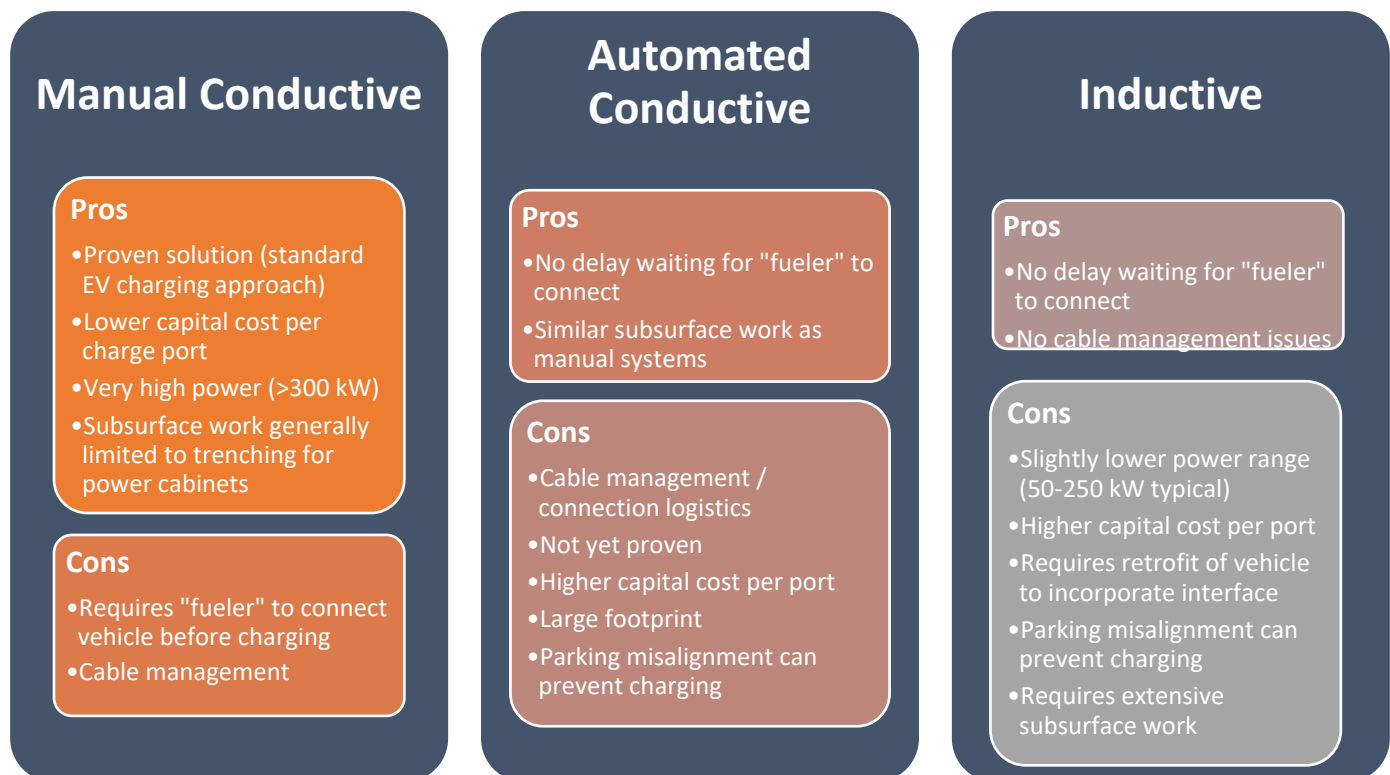 Manual Conductive
Pros
•Proven solution (standard
EV charging approach)
•Lower capital cost per
charge port
•Very high power (>300 kW)
•Subsurface work generally
limited to trenching for
power cabinets
Cons
•Requires "fueler" to connect
vehicle before charging
•Cable management
Automated
Conductive
Pros
•No delay waiting for "fueler" to
connect
•Similar subsurface work as
manual systems
Cons
•Cable management /
connection logistics
•Not yet proven
•Higher capital cost per port
•Large footprint
•Parking misalignment can
prevent charging
Inductive
Pros
•No delay waiting for "fueler"
to connect
•No cable management issues
Cons
•Slightly lower power range
(50-250 kW typical)
•Higher capital cost per port
•Requires retrofit of vehicle
to incorporate interface
•Parking misalignment can
prevent charging
•Requires extensive
subsurface work